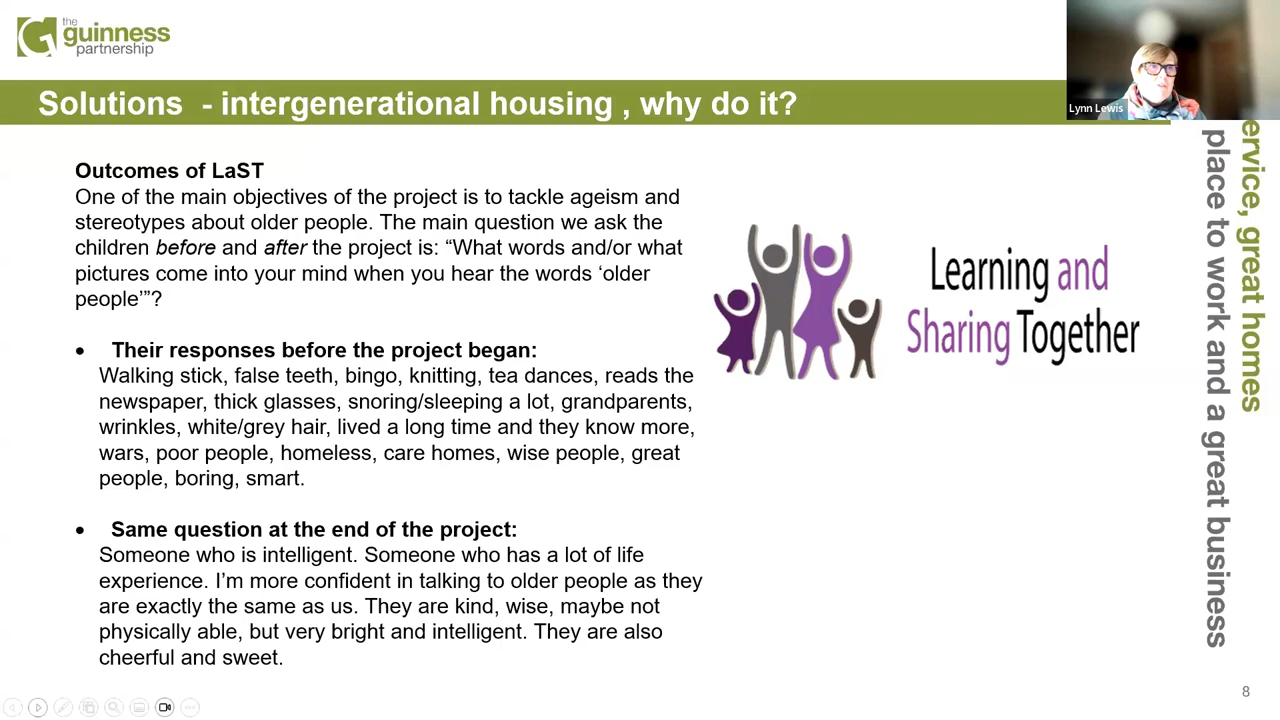 the
guinness
partnership
Solutions - intergenerational housing , why do it?
Lynn Lewis
Outcomes of LaST
One of the main objectives of the project is to tackle ageism and
stereotypes about older people. The main question we ask the
children before and after the project is: “What words and/or what
pictures come into your mind when you hear the words ‘older
people’”?
• Their responses before the project began:
Walking stick, false teeth, bingo, knitting, tea dances, reads the
newspaper, thick glasses, snoring/sleeping a lot, grandparents,
wrinkles, white/grey hair, lived a long time and they know more,
wars, poor people, homeless, care homes, wise people, great
people, boring, smart.
• Same question at the end of the project:
Someone who is intelligent. Someone who has a lot of life
experience. I’m more confident in talking to older people as they
are exactly the same as us. They are kind, wise, maybe not
physically able, but very bright and intelligent. They are also
cheerful and sweet.
Learning and
Sharing Together
ervice, great homes
place to work and a great business
8